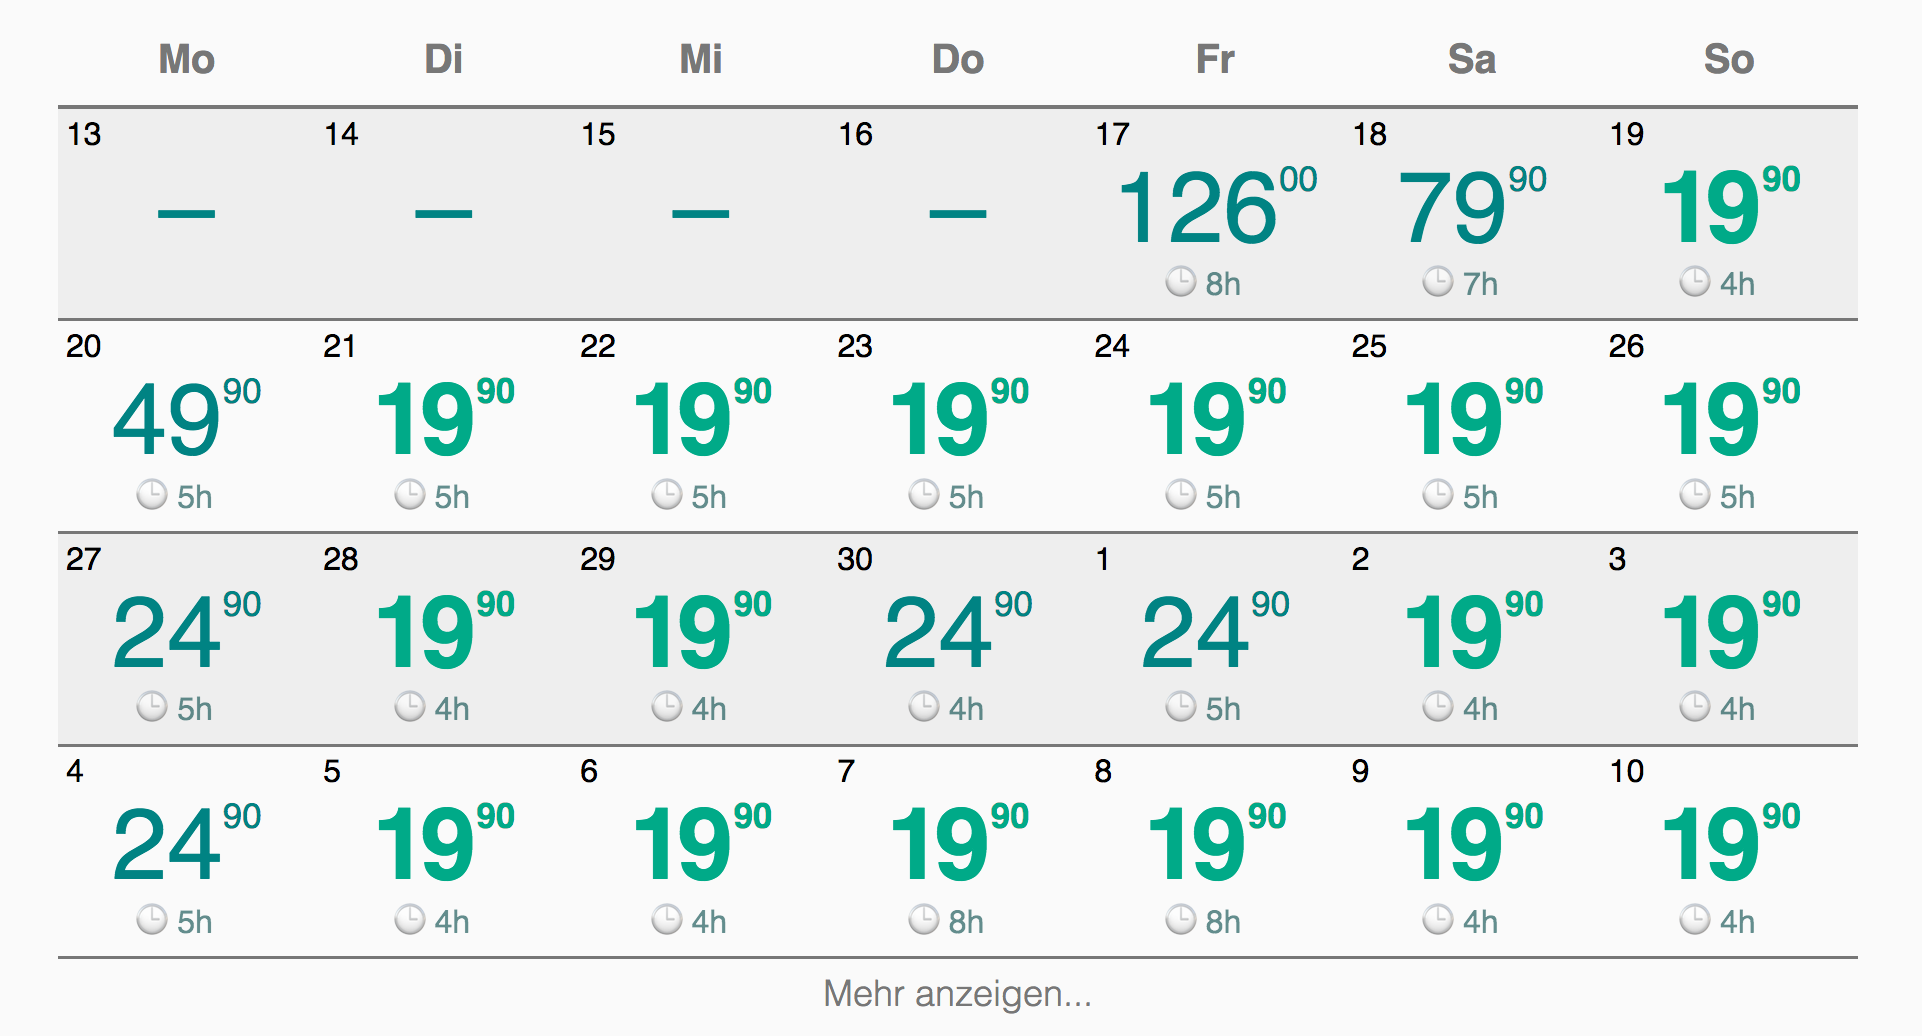 Mo Di Mi Do Fr Sa So
13 14 15 16 17 18 19
— — — — 126 00 79 90 19 90
8h 7h 4h
20 21 22 23 24 25 26
49 90 19 90 19 90 19 90 19 90 19 90 19 90
5h 5h 5h 5h 5h 5h 5h
27 28 29 30 1 2 3
24 90 19 90 19 90 24 90 24 90 19 90 19 90
5h 4h 4h 4h 5h 4h 4h
4 5 6 7 8 9 10
24 90 19 90 19 90 19 90 19 90 19 90 19 90
5h 4h 4h 8h 8h 4h 4h
Mehr anzeigen...